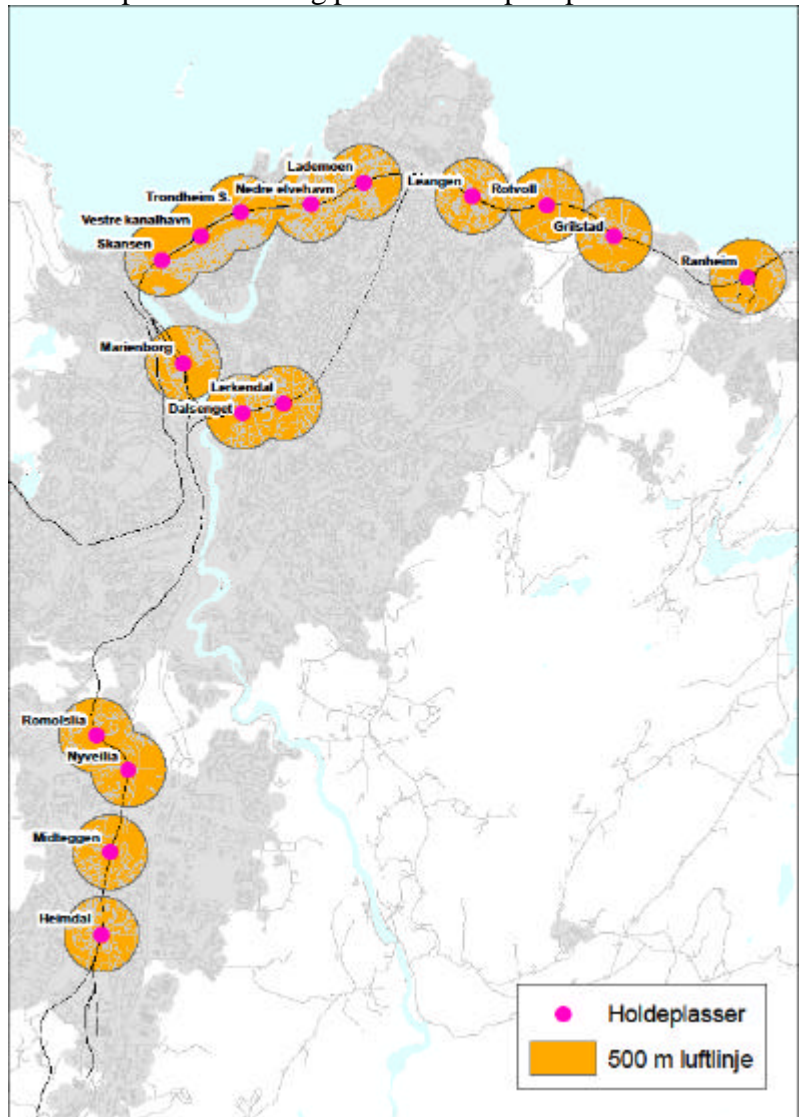 Lademoen
Leangen
Rotvoll
Trondheim S.
Nedre elvehavn
Vestre kanalhavn
Grilstad
Skansen
Ranheim
Marienborg
Lerkendal
Dalsenget
Romolslia
Nyveilia
Midteggen
Heimdal
Holdeplasser
500 m luftlinje